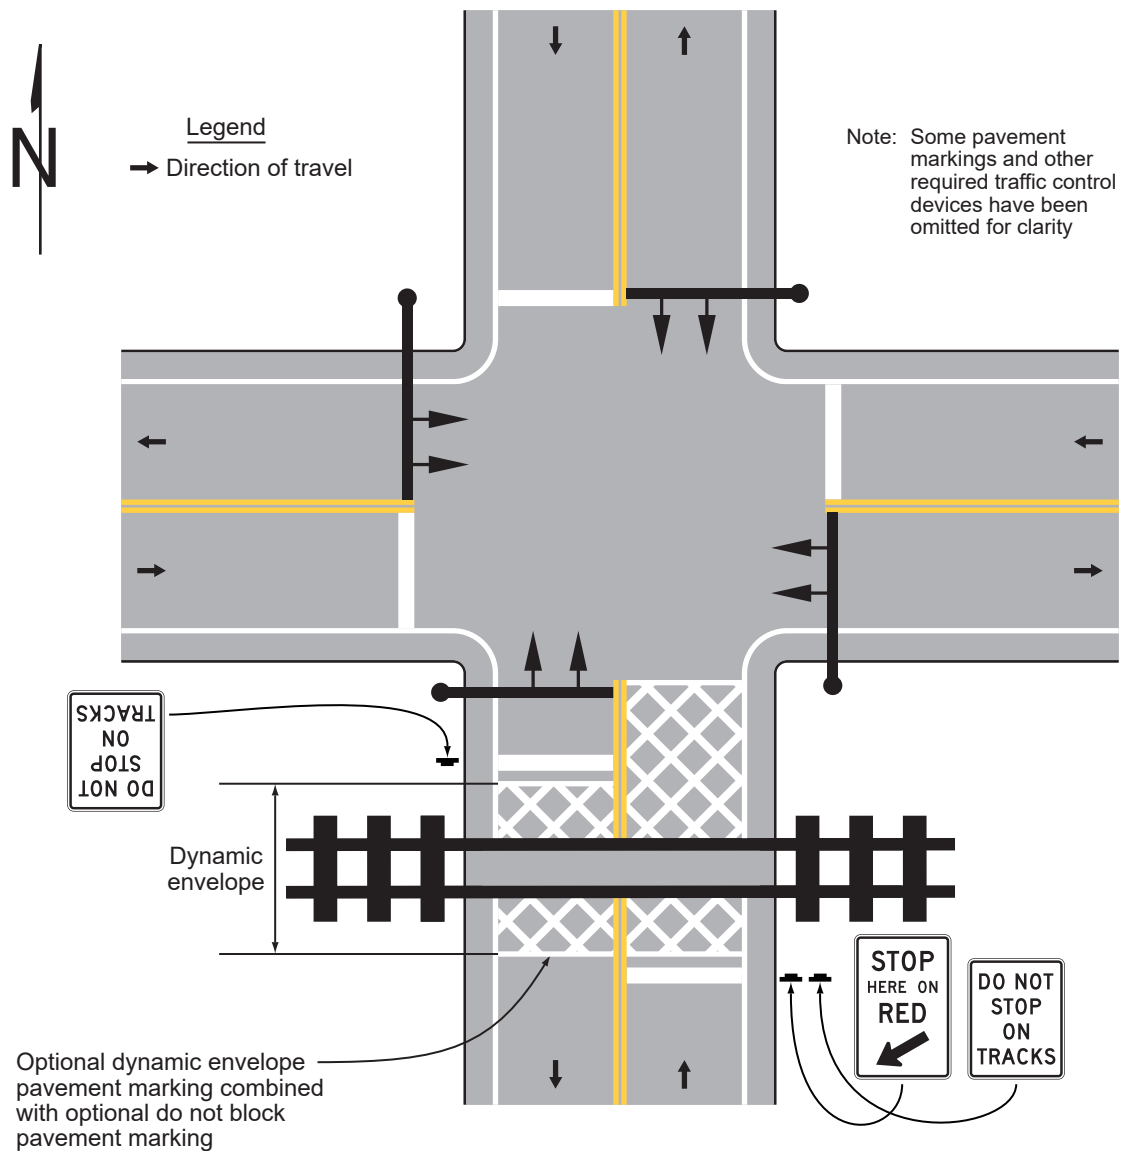 N
Legend
Direction of travel
Note: Some pavement
markings and other
required traffic control
devices have been
omitted for clarity
DO NOT
STOP
ON
TRACKS
Dynamic
envelope
STOP
HERE ON
RED
DO NOT
STOP
ON
TRACKS
Optional dynamic envelope
pavement marking combined
with optional do not block
pavement marking